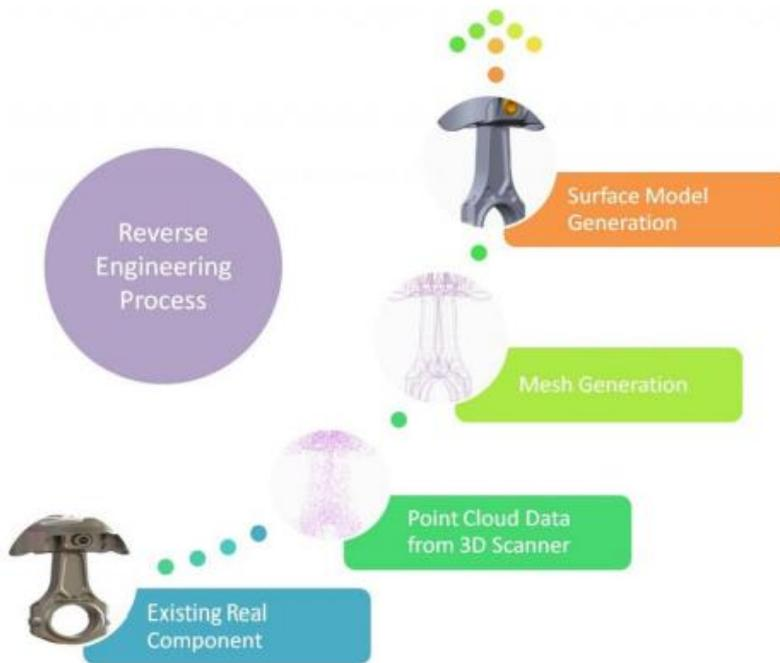 Reverse
Engineering
Process
Surface Model
Generation
Mesh Generation
Point Cloud Data
from 3D Scanner
Existing Real
Component